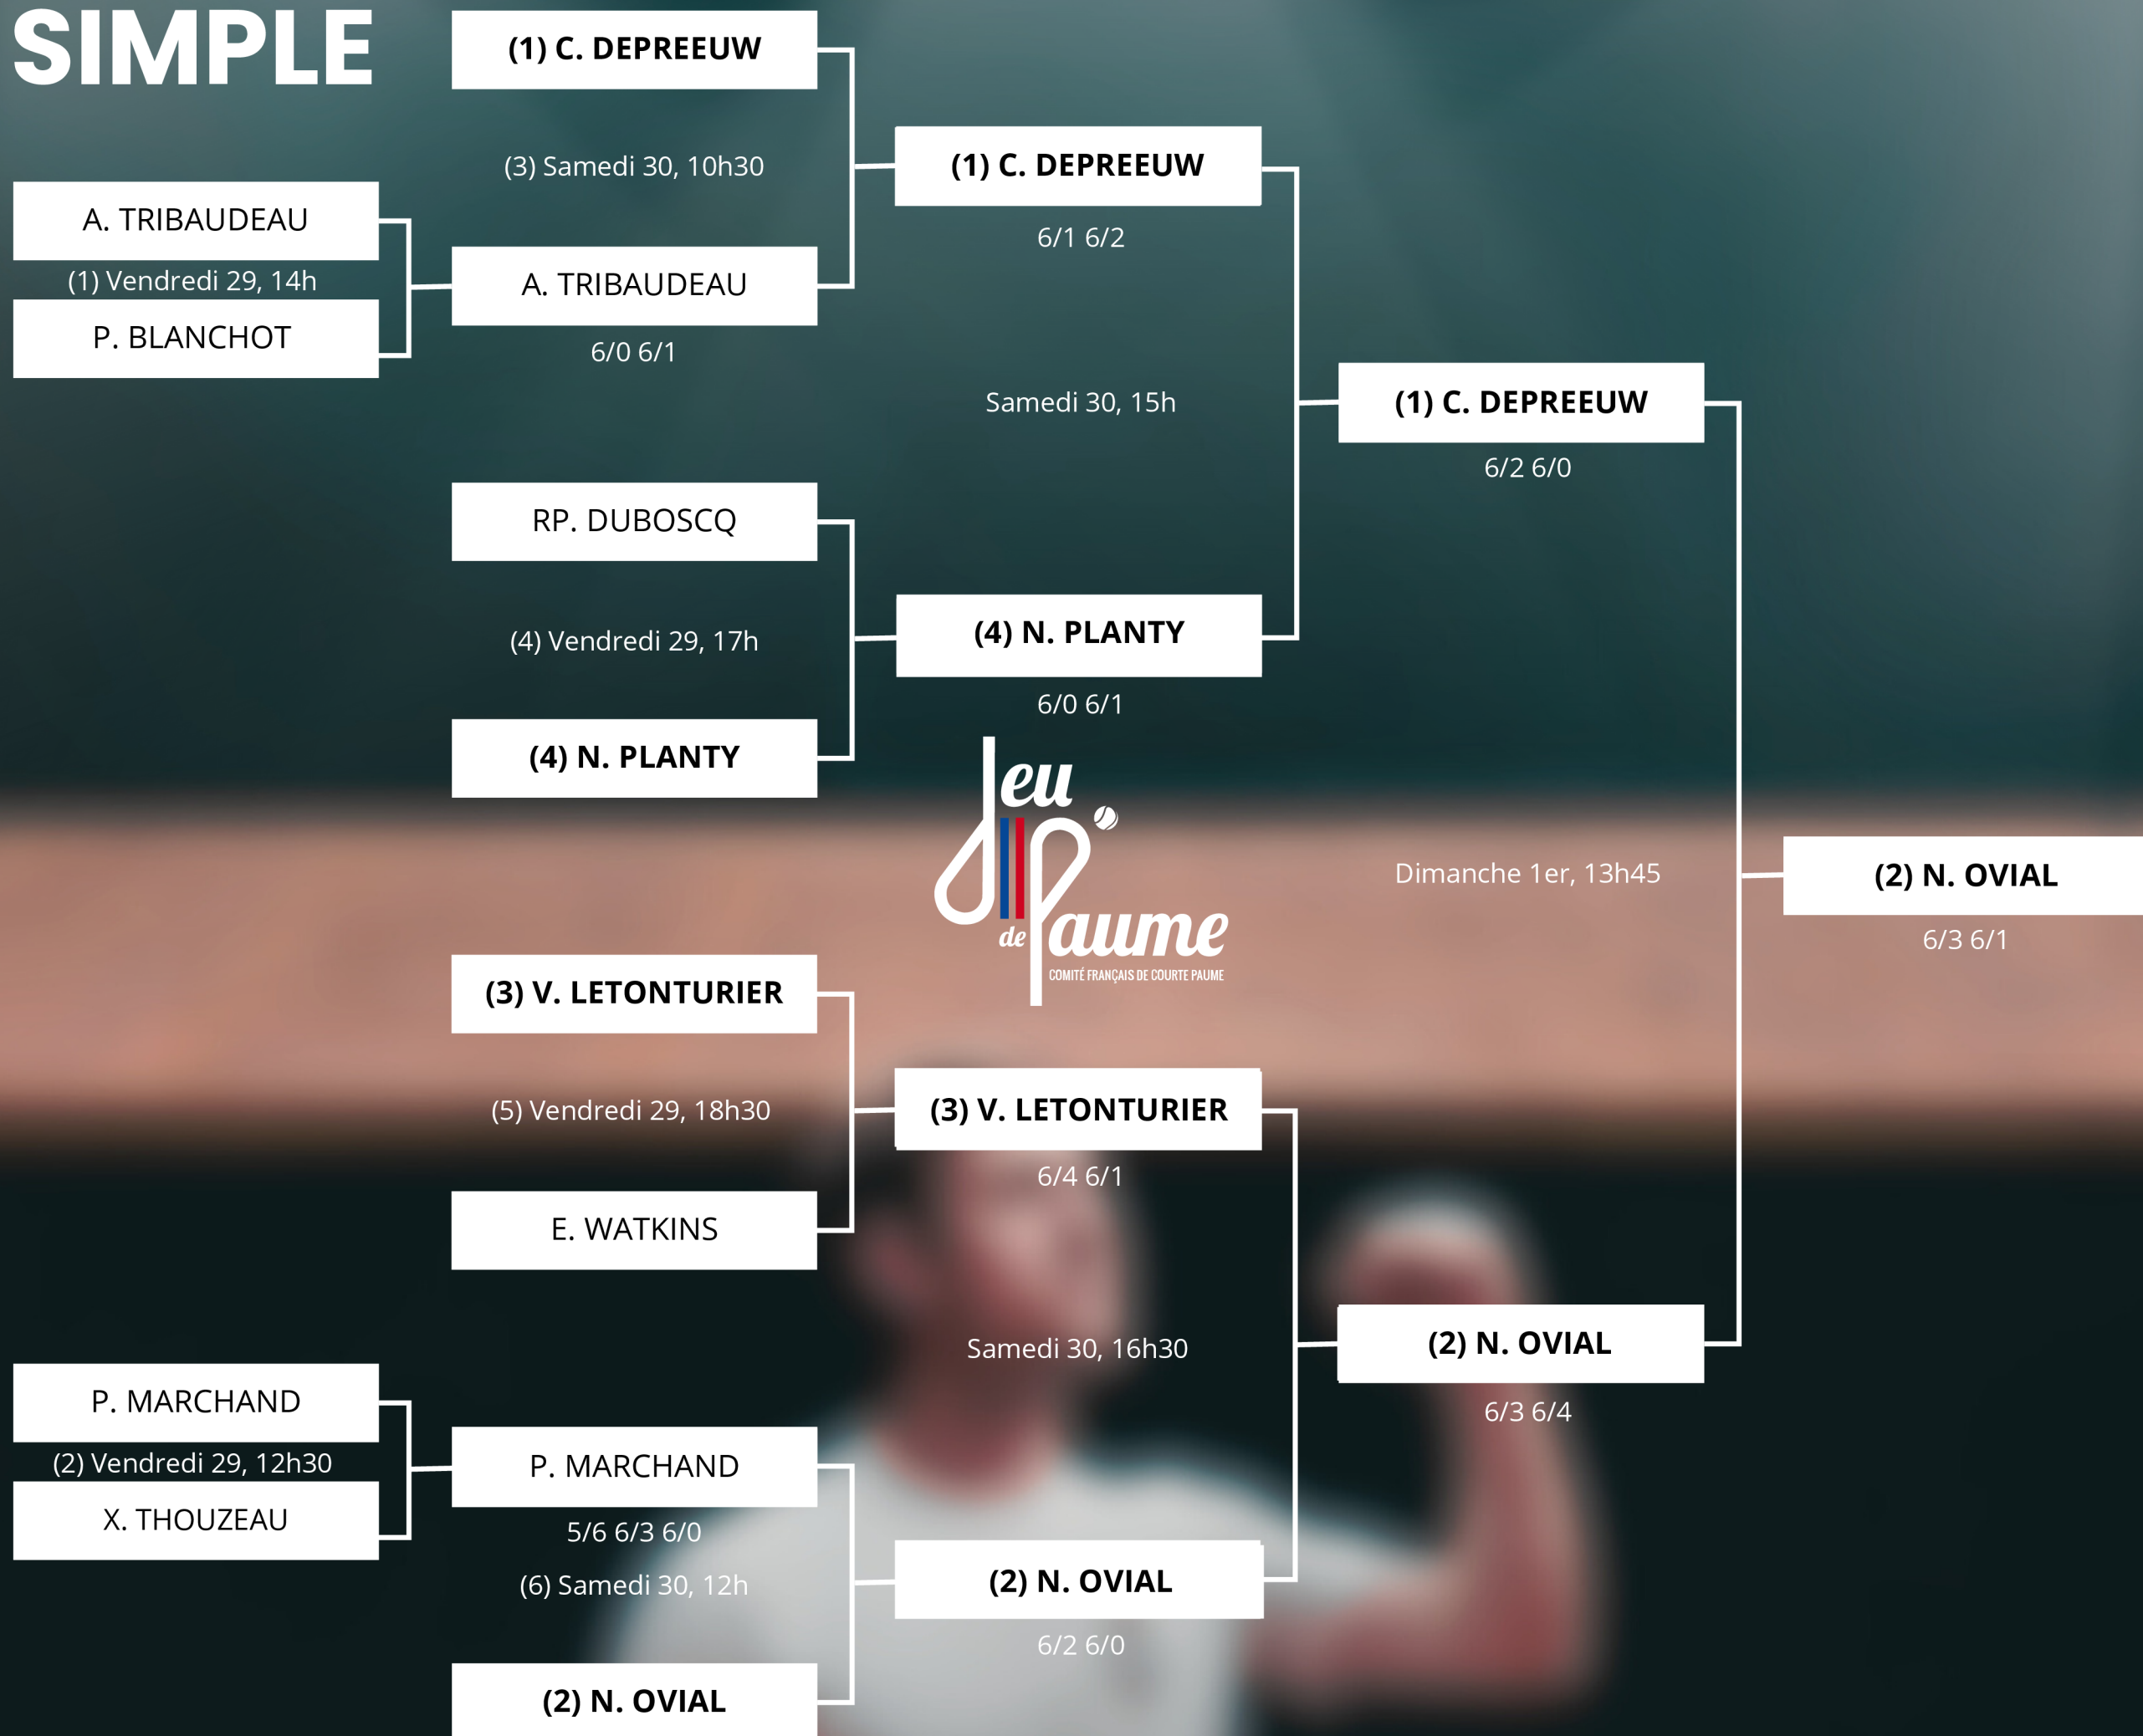 SIMPLE
(1) C. DEPREEUW
(3) Samedi 30, 10h30
(1) C. DEPREEUW
6/1 6/2
A. TRIBAUDEAU
(1) Vendredi 29, 14h
P. BLANCHOT
A. TRIBAUDEAU
6/0 6/1
Samedi 30, 15h
(1) C. DEPREEUW
6/2 6/0
RP. DUBOSCQ
(4) Vendredi 29, 17h
(4) N. PLANTY
(4) N. PLANTY
6/0 6/1
Jeu
de Paume
COMITÉ FRANÇAIS DE COURTE PAUME
Dimanche 1er, 13h45
(2) N. OVIAL
6/3 6/1
(3) V. LETONTURIER
(5) Vendredi 29, 18h30
E. WATKINS
(3) V. LETONTURIER
6/4 6/1
Samedi 30, 16h30
(2) N. OVIAL
6/3 6/4
P. MARCHAND
(2) Vendredi 29, 12h30
X. THOUZEAU
P. MARCHAND
5/6 6/3 6/0
(6) Samedi 30, 12h
(2) N. OVIAL
(2) N. OVIAL
6/2 6/0